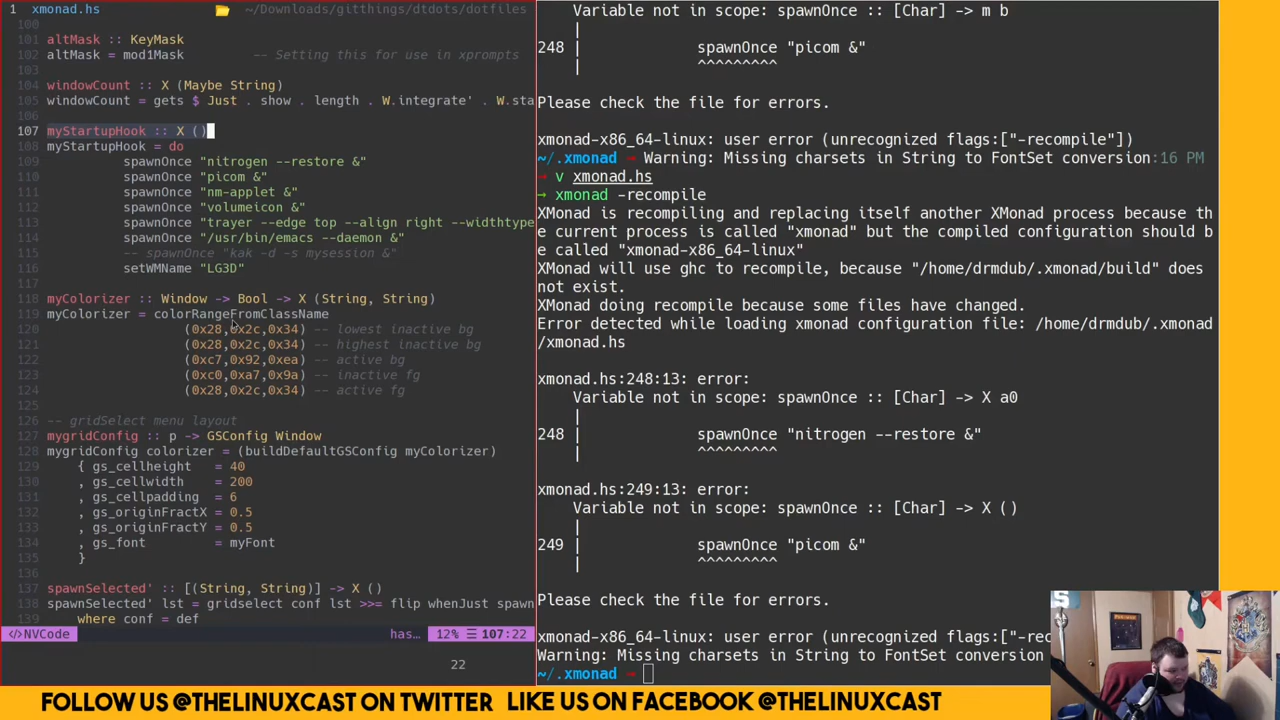 1 xmonad.hs ~/Downloads/gitthings/dtdots/dotfiles
100
101 altMask :: KeyMask
102 altMask = mod1Mask -- Setting this for use in xprompts
103
104 windowCount :: X (Maybe String)
105 windowCount = gets $ Just . show . length . W.integrate' . W.sta
106
107 myStartupHook :: X ()
108 myStartupHook = do
109 spawnOnce "nitrogen --restore &"
110 spawnOnce "picom &"
111 spawnOnce "nm-applet &"
112 spawnOnce "volumeicon &"
113 spawnOnce "trayer --edge top --align right --widthtype
114 spawnOnce "/usr/bin/emacs --daemon &"
115 -- spawnOnce "kak -d -s mysession &"
116 setWMName "LG3D"
117
118 myColorizer :: Window -> Bool -> X (String, String)
119 myColorizer = colorRangeFromClassName
120 (0x28,0x2c,0x34) -- lowest inactive bg
121 (0x28,0x2c,0x34) -- highest inactive bg
122 (0xc7,0x92,0xea) -- active bg
123 (0xc0,0xa7,0x9a) -- inactive fg
124 (0x28,0x2c,0x34) -- active fg
125
126 -- gridSelect menu layout
127 mygridConfig :: p -> GSConfig Window
128 mygridConfig colorizer = (buildDefaultGSConfig myColorizer)
129 { gs_cellheight = 40
130 , gs_cellwidth = 200
131 , gs_cellpadding = 6
132 , gs_originFractX = 0.5
133 , gs_originFractY = 0.5
134 , gs_font = myFont
135 }
136
137 spawnSelected' :: [(String, String)] -> X ()
138 spawnSelected' lst = gridselect conf lst >>= flip whenJust spawn
139 where conf = def
</>NVCode has… 12% ☰ 107:22
22
Variable not in scope: spawnOnce :: [Char] -> m b
|
248 | spawnOnce "picom &"
| ^^^^^^^^^
Please check the file for errors.
xmonad-x86_64-linux: user error (unrecognized flags:["-recompile"])
~/.xmonad → Warning: Missing charsets in String to FontSet conversion:16 PM
→ v xmonad.hs
→ xmonad -recompile
XMonad is recompiling and replacing itself another XMonad process because th
e current process is called "xmonad" but the compiled configuration should b
e called "xmonad-x86_64-linux"
XMonad will use ghc to recompile, because "/home/drmdub/.xmonad/build" does
not exist.
XMonad doing recompile because some files have changed.
Error detected while loading xmonad configuration file: /home/drmdub/.xmonad
/xmonad.hs
xmonad.hs:248:13: error:
Variable not in scope: spawnOnce :: [Char] -> X a0
|
248 | spawnOnce "nitrogen --restore &"
| ^^^^^^^^^
xmonad.hs:249:13: error:
Variable not in scope: spawnOnce :: [Char] -> X ()
|
249 | spawnOnce "picom &"
| ^^^^^^^^^
Please check the file for errors.
xmonad-x86_64-linux: user error (unrecognized flags:["-rec
Warning: Missing charsets in String to FontSet conversion
~/.xmonad →
FOLLOW US @THELINUXCAST ON TWITTER LIKE US ON FACEBOOK @THELINUXCAST